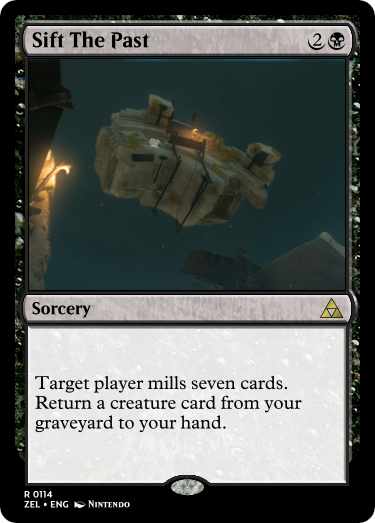 Sift The Past 2
Sorcery
Target player mills seven cards.
Return a creature card from your
graveyard to your hand.
R 0114
ZEL • ENG NINTENDO